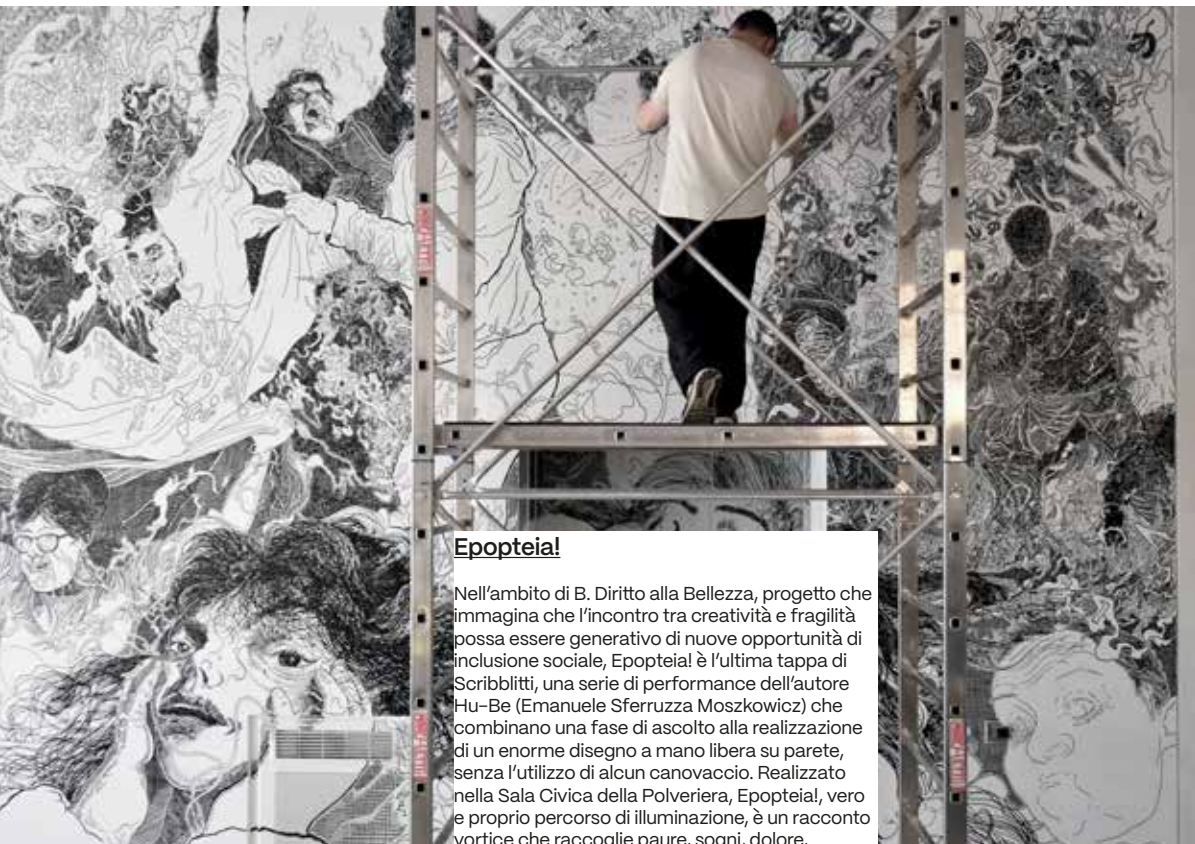 Epopteia!
Nell’ambito di B. Diritto alla Bellezza, progetto che
immagina che l’incontro tra creatività e fragilità
possa essere generativo di nuove opportunità di
inclusione sociale, Epopteia! è l’ultima tappa di
Scribblitti, una serie di performance dell’autore
Hu-Be (Emanuele Sferruzza Moszkowicz) che
combinano una fase di ascolto alla realizzazione
di un enorme disegno a mano libera su parete,
senza l’utilizzo di alcun canovaccio. Realizzato
nella Sala Civica della Polveriera, Epopteia!, vero
e proprio percorso di illuminazione, è un racconto
vortice che raccoglie paure, sogni, dolore,